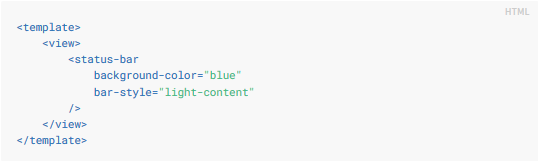 HTML
<template>
    <view>
        <status-bar
            background-color="blue"
            bar-style="light-content"
        />
    </view>
</template>